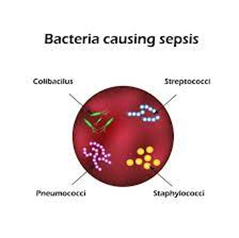 Bacteria causing sepsis
Colibacilus
Streptococci
Pneumococci
Staphylococci